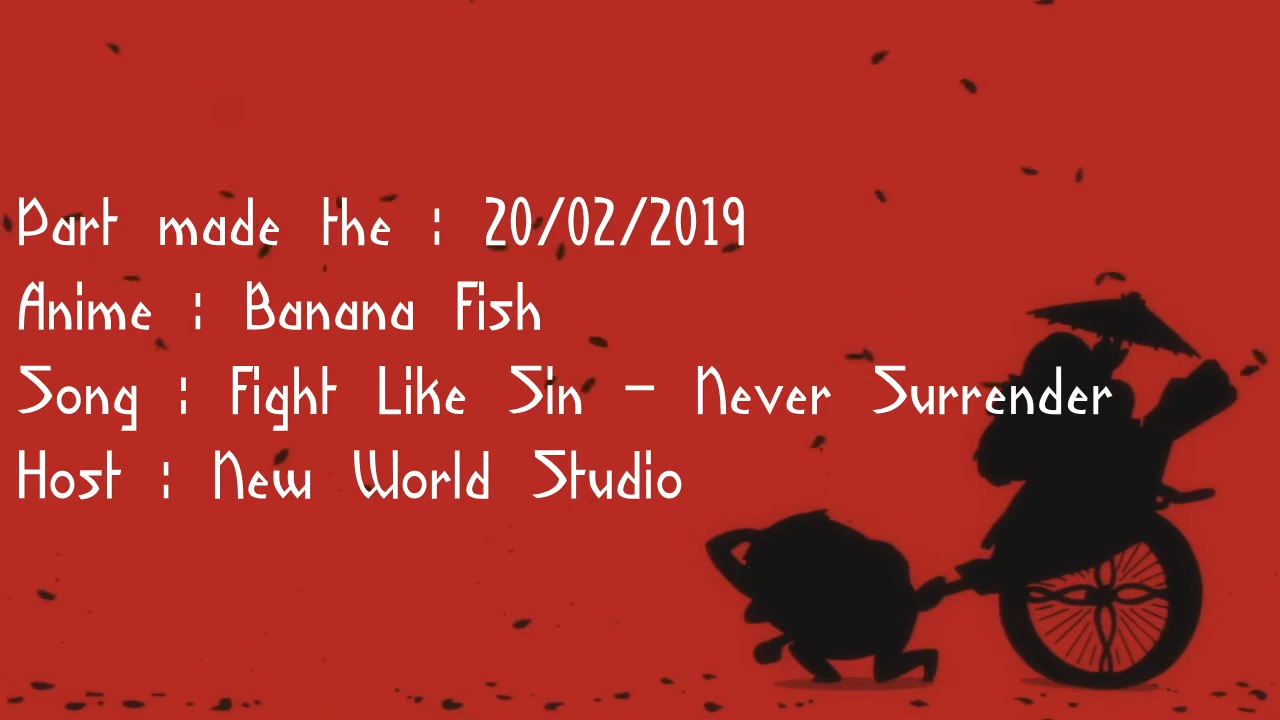 Part made the : 20/02/2019
Anime : Banana Fish
Song : Fight Like Sin - Never Surrender
Host : New World Studio